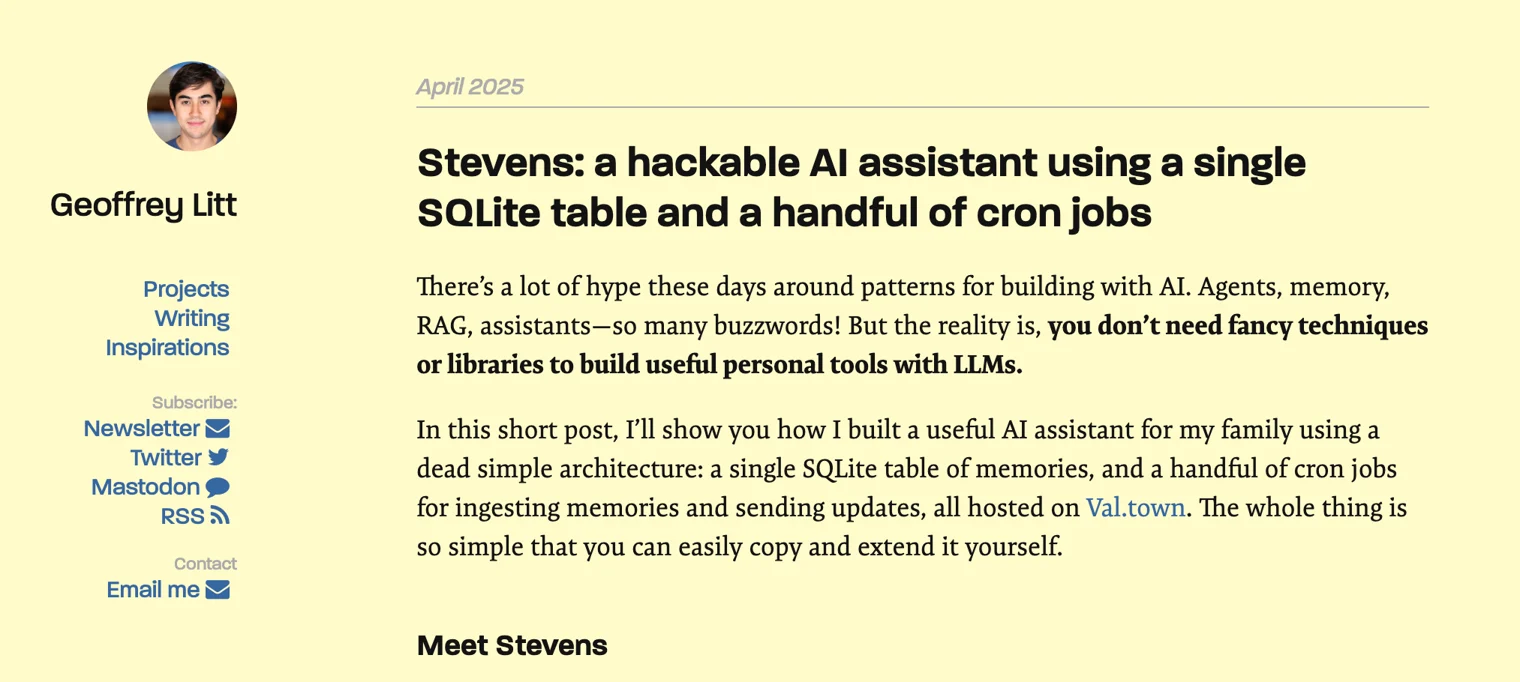 Geoffrey Litt
Projects
Writing
Inspirations
Subscribe:
Newsletter
Twitter
Mastodon
RSS
Contact
Email me
April 2025
Stevens: a hackable AI assistant using a single
SQLite table and a handful of cron jobs
There’s a lot of hype these days around patterns for building with AI. Agents, memory,
RAG, assistants—so many buzzwords! But the reality is, you don’t need fancy techniques
or libraries to build useful personal tools with LLMs.
In this short post, I’ll show you how I built a useful AI assistant for my family using a
dead simple architecture: a single SQLite table of memories, and a handful of cron jobs
for ingesting memories and sending updates, all hosted on Val.town. The whole thing is
so simple that you can easily copy and extend it yourself.
Meet Stevens